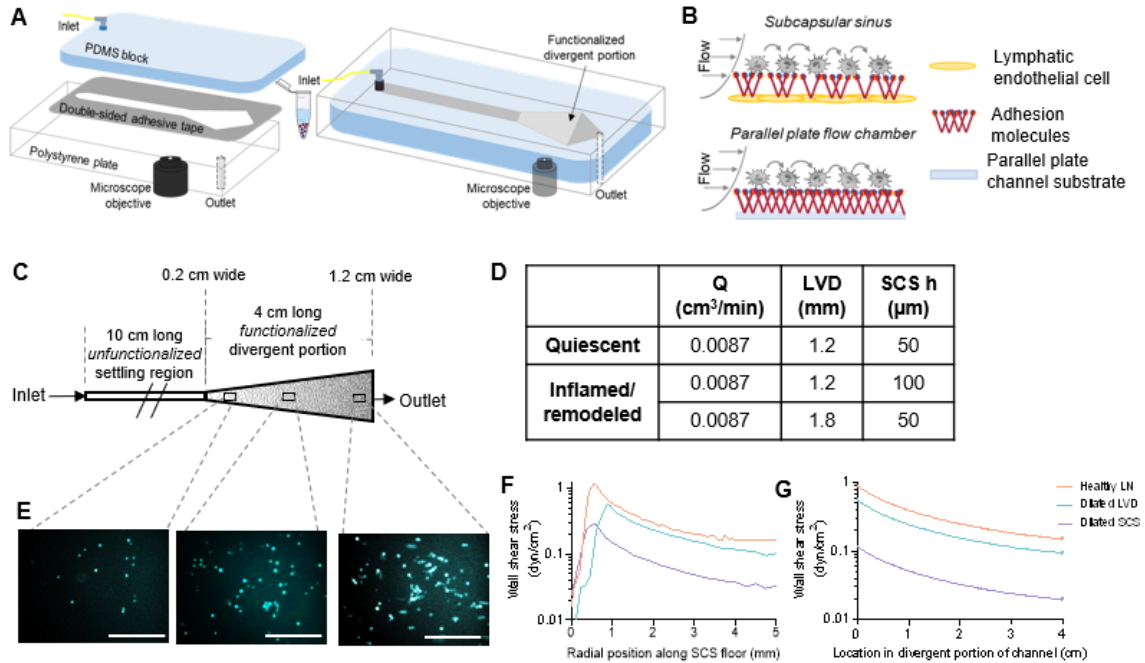 A
Inlet
PDMS block
Double-sided adhesive tape
Polystyrene plate
Microscope
objective
Outlet
Inlet
Functionalized
divergent portion
Microscope
objective
Outlet
B
Subcapsular sinus
Flow
Parallel plate flow chamber
Flow
Lymphatic
endothelial cell
Adhesion
molecules
Parallel plate
channel substrate
C
0.2 cm wide
1.2 cm wide
10 cm long
unfunctionalized
settling region
4 cm long
functionalized
divergent portion
Inlet
Outlet
D
Q LVD SCS h
(cm³/min) (mm) (µm)
Quiescent 0.0087 1.2 50
Inflamed/
remodeled
0.0087 1.2 100
0.0087 1.8 50
E
F
Wall shear stress
(dyn/cm²)
1
0.1
0.01
0 1 2 3 4 5
Radial position along SCS floor (mm)
G
Wall shear stress
(dyn/cm²)
1
0.1
0.01
0 2 4
Location in divergent portion of channel (cm)
Healthy LN
Dilated LVD
Dilated SCS